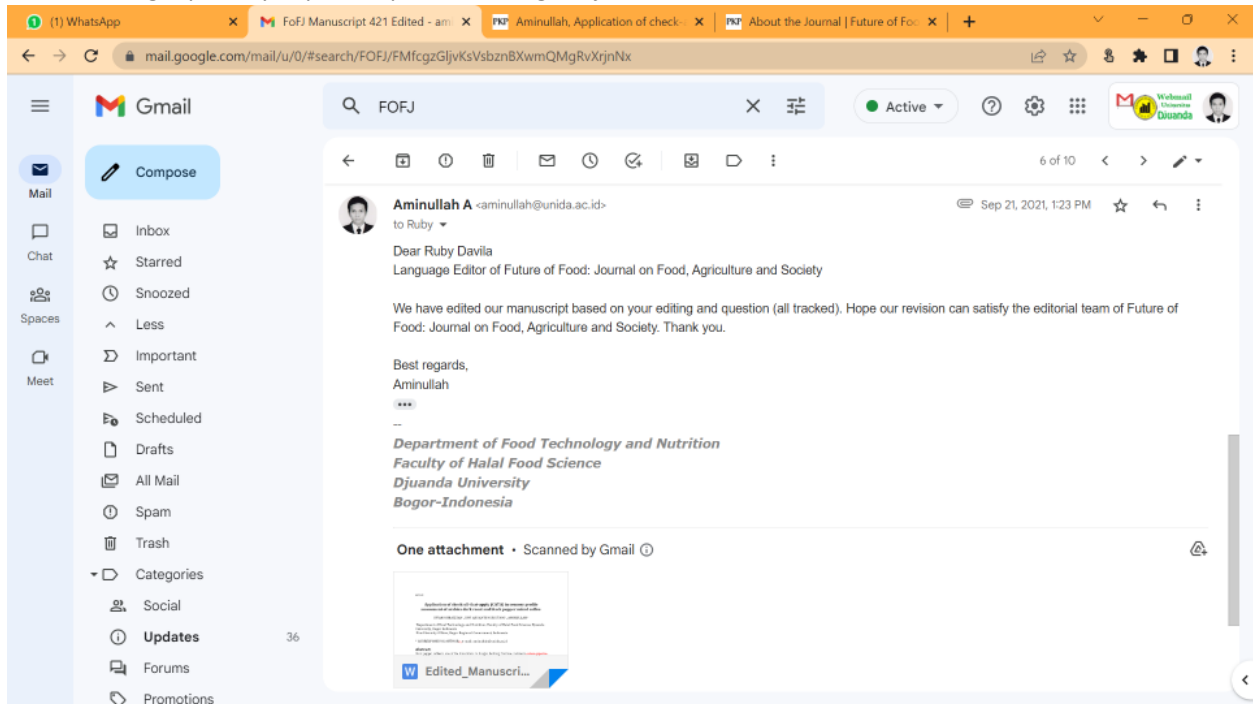 (1) WhatsApp
FoFJ Manuscript 421 Edited - am
PKP Aminullah, Application of check-
PKP About the Journal | Future of Foo
mail.google.com/mail/u/0/#search/FOFJ/FMfcgzGljvKsVsbznBXwmQMgRvXrjnNx
Gmail
FOFJ
Active
Webmail
Universitas
Djuanda
Mail
Chat
Spaces
Meet
Compose
Inbox
Starred
Snoozed
Less
Important
Sent
Scheduled
Drafts
All Mail
Spam
Trash
Categories
Social
Updates 36
Forums
Promotions
6 of 10
Aminullah A <aminullah@unida.ac.id>
Sep 21, 2021, 1:23 PM
to Ruby
Dear Ruby Davila
Language Editor of Future of Food: Journal on Food, Agriculture and Society
We have edited our manuscript based on your editing and question (all tracked). Hope our revision can satisfy the editorial team of Future of
Food: Journal on Food, Agriculture and Society. Thank you.
Best regards,
Aminullah
--
Department of Food Technology and Nutrition
Faculty of Halal Food Science
Djuanda University
Bogor-Indonesia
One attachment • Scanned by Gmail
W Edited_Manuscri...